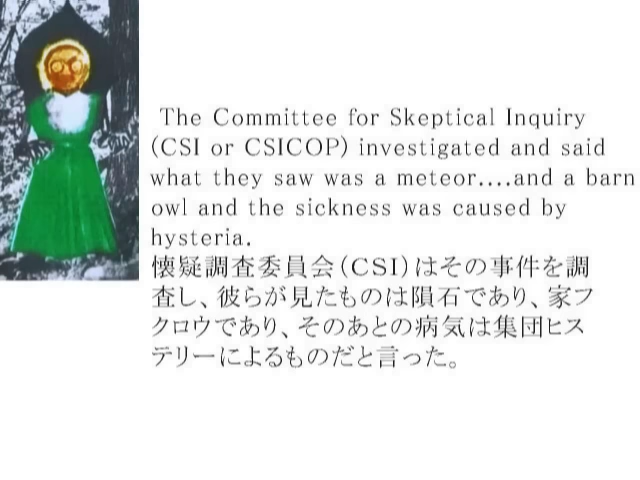 The Committee for Skeptical Inquiry
(CSI or CSICOP) investigated and said
what they saw was a meteor....and a barn
owl and the sickness was caused by
hysteria.
懐疑調査委員会(CSI)はその事件を調
査し、彼らが見たものは隕石であり、家フ
クロウであり、そのあとの病気は集団ヒス
テリーによるものだと言った。